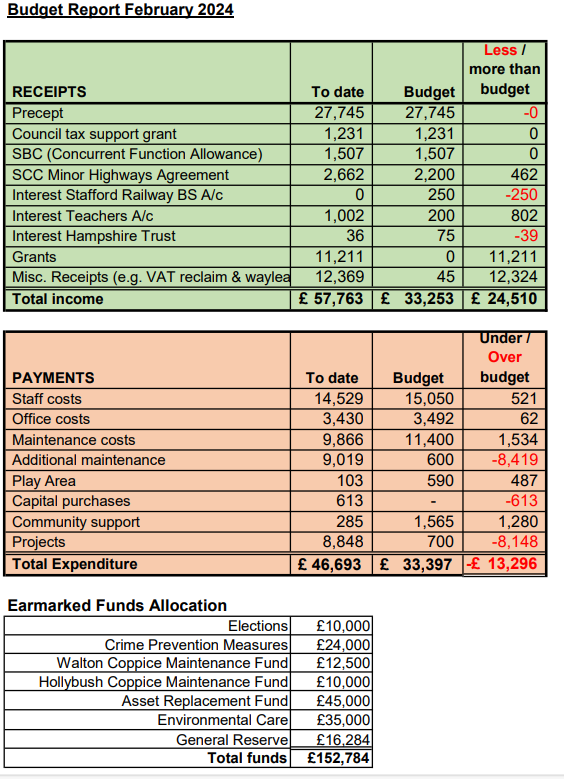 Budget Report February 2024
Less /
more than
RECEIPTS To date Budget budget
Precept 27,745 27,745 -0
Council tax support grant 1,231 1,231 0
SBC (Concurrent Function Allowance) 1,507 1,507 0
SCC Minor Highways Agreement 2,662 2,200 462
Interest Stafford Railway BS A/c 0 250 -250
Interest Teachers A/c 1,002 200 802
Interest Hampshire Trust 36 75 -39
Grants 11,211 0 11,211
Misc. Receipts (e.g. VAT reclaim & waylea 12,369 45 12,324
Total income £ 57,763 £ 33,253 £ 24,510
Under /
Over
PAYMENTS To date Budget budget
Staff costs 14,529 15,050 521
Office costs 3,430 3,492 62
Maintenance costs 9,866 11,400 1,534
Additional maintenance 9,019 600 -8,419
Play Area 103 590 487
Capital purchases 613 - -613
Community support 285 1,565 1,280
Projects 8,848 700 -8,148
Total Expenditure £ 46,693 £ 33,397 -£ 13,296
Earmarked Funds Allocation
Elections £10,000
Crime Prevention Measures £24,000
Walton Coppice Maintenance Fund £12,500
Hollybush Coppice Maintenance Fund £10,000
Asset Replacement Fund £45,000
Environmental Care £35,000
General Reserve £16,284
Total funds £152,784